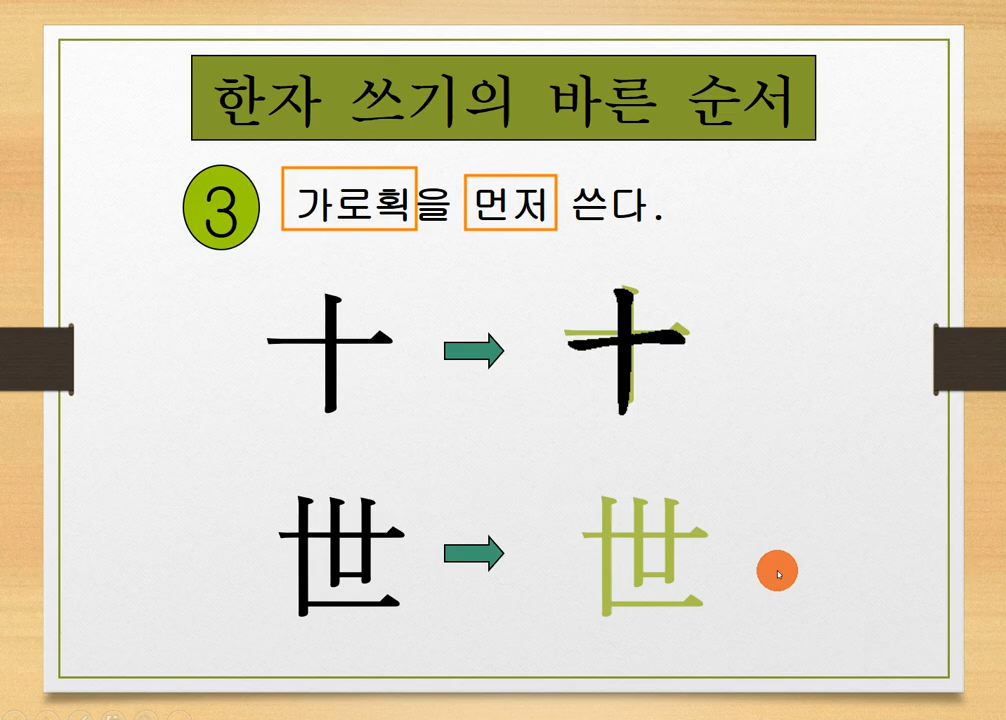 한자 쓰기의 바른 순서
3 가로획을 먼저 쓴다.
十 十
世 世